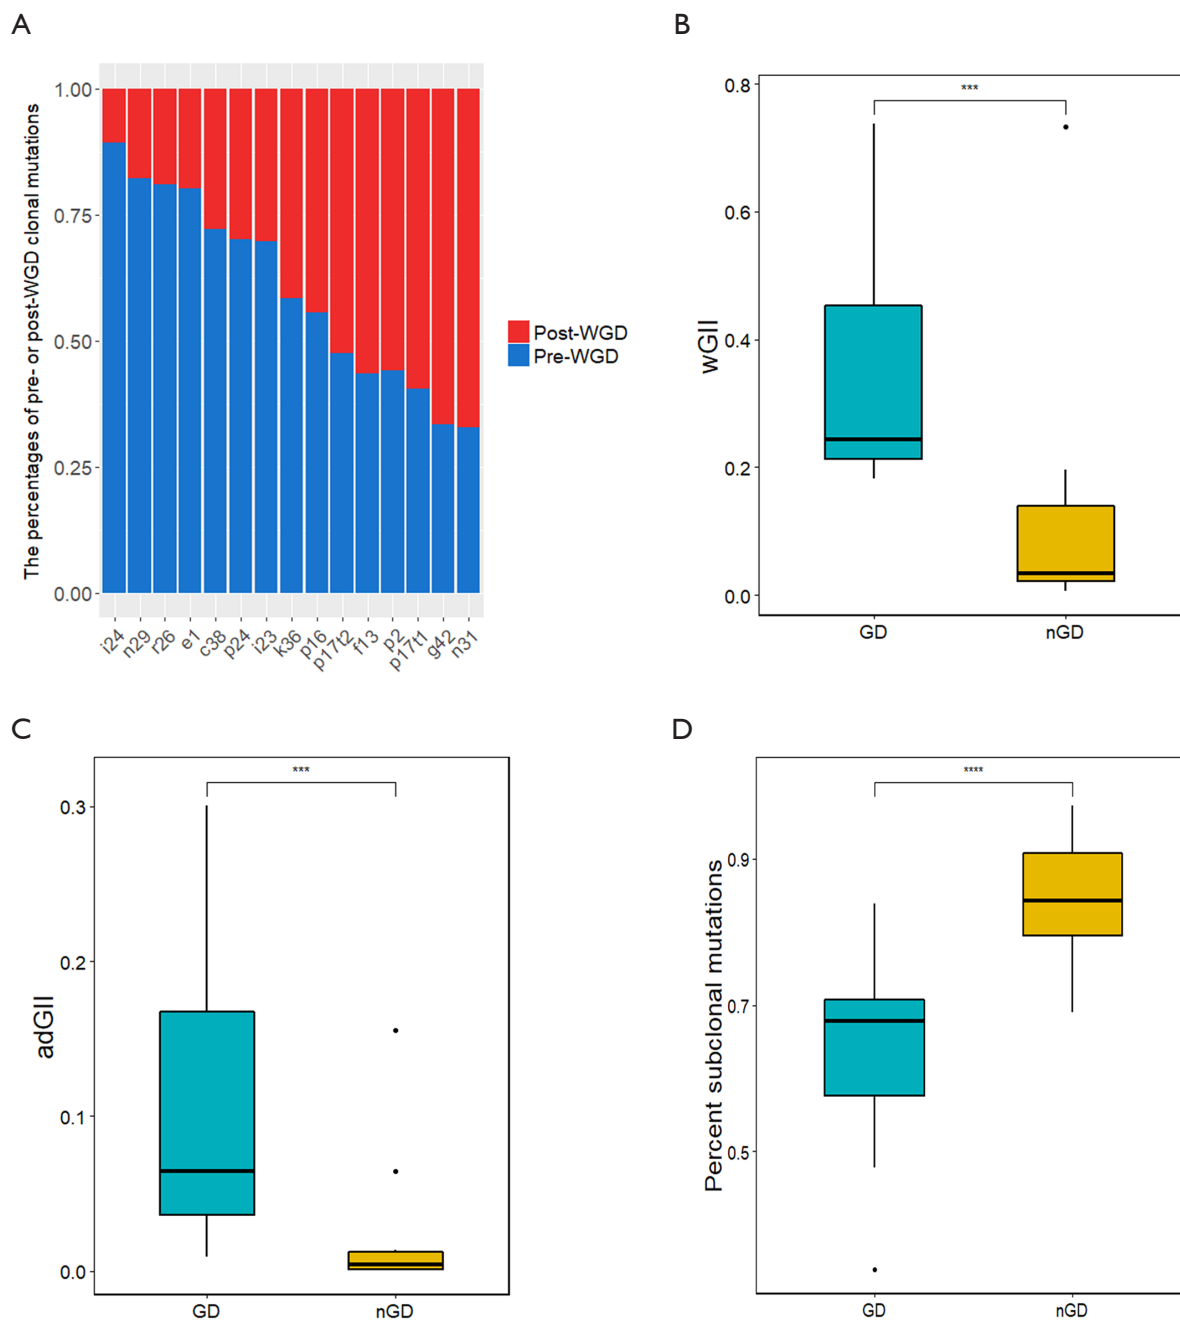 A
The percentages of pre- or post-WGD clonal mutations
1.00
0.75
0.50
0.25
0.00
i24 n29 r26 e1 c38 p24 i23 k36 p16 p17t2 f13 p2 p17t1 g42 n31
Post-WGD
Pre-WGD
B
wGII
0.8
0.6
0.4
0.2
0.0
***
GD nGD
C
adGII
0.3
0.2
0.1
0.0
***
GD nGD
D
Percent subclonal mutations
0.9
0.7
0.5
****
GD nGD